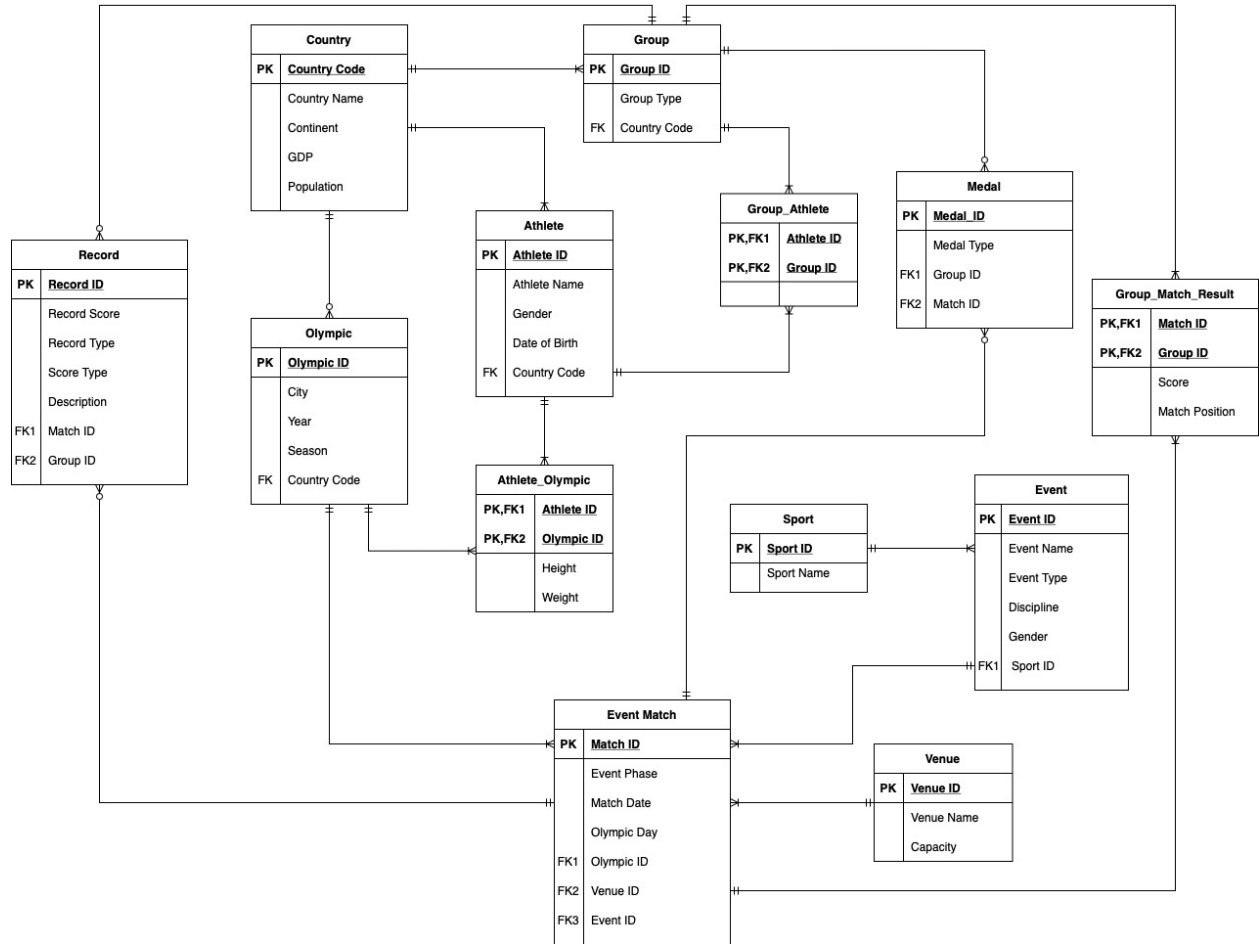 Country
PK Country Code
Country Name
Continent
GDP
Population
Group
PK Group ID
Group Type
FK Country Code
Medal
PK Medal_ID
Medal Type
FK1 Group ID
FK2 Match ID
Group_Athlete
PK,FK1 Athlete ID
PK,FK2 Group ID
Athlete
PK Athlete ID
Athlete Name
Gender
Date of Birth
FK Country Code
Record
PK Record ID
Record Score
Record Type
Score Type
Description
FK1 Match ID
FK2 Group ID
Group_Match_Result
PK,FK1 Match ID
PK,FK2 Group ID
Score
Match Position
Olympic
PK Olympic ID
City
Year
Season
FK Country Code
Athlete_Olympic
PK,FK1 Athlete ID
PK,FK2 Olympic ID
Height
Weight
Sport
PK Sport ID
Sport Name
Event
PK Event ID
Event Name
Event Type
Discipline
Gender
FK1 Sport ID
Event Match
PK Match ID
Event Phase
Match Date
Olympic Day
FK1 Olympic ID
FK2 Venue ID
FK3 Event ID
Venue
PK Venue ID
Venue Name
Capacity